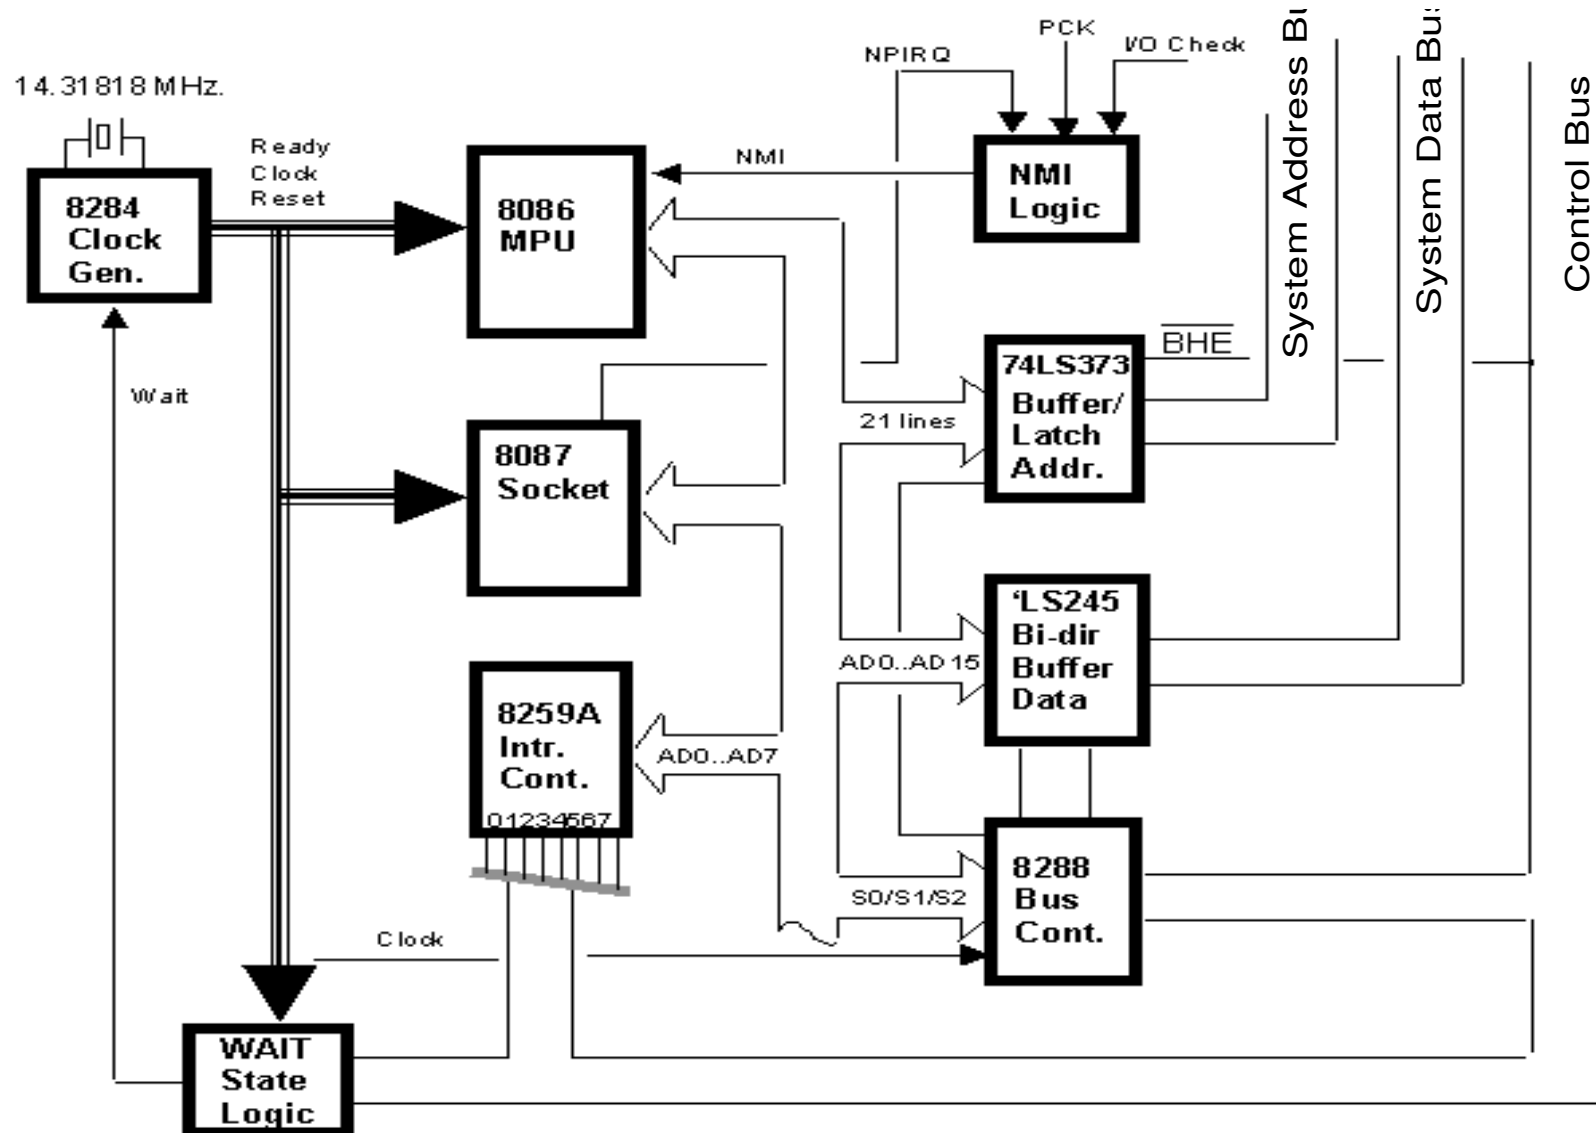 14.31818 MHz.
Ready
Clock
Reset
8284
Clock
Gen.
8086
MPU
NMI
NPIRQ
PCK
I/O Check
NMI
Logic
System Address Bu
System Data Bus
Control Bus
Wait
8087
Socket
21 lines
74LS373
Buffer/
Latch
Addr.
BHE
'LS245
Bi-dir
Buffer
Data
AD0..AD15
8259A
Intr.
Cont.
01234567
AD0..AD7
8288
Bus
Cont.
S0/S1/S2
Clock
WAIT
State
Logic